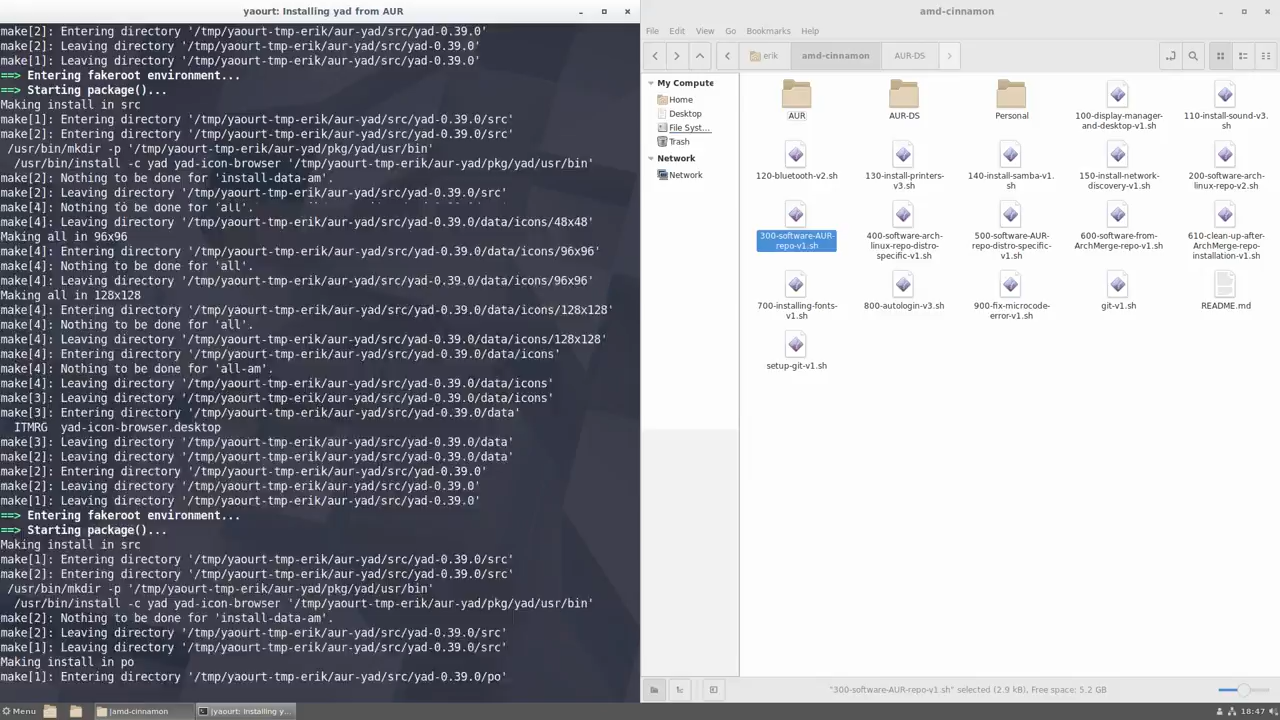 yaourt: Installing yad from AUR
make[2]: Entering directory '/tmp/yaourt-tmp-erik/aur-yad/src/yad-0.39.0'
make[2]: Leaving directory '/tmp/yaourt-tmp-erik/aur-yad/src/yad-0.39.0'
make[1]: Leaving directory '/tmp/yaourt-tmp-erik/aur-yad/src/yad-0.39.0'
==> Entering fakeroot environment...
==> Starting package()...
Making install in src
make[1]: Entering directory '/tmp/yaourt-tmp-erik/aur-yad/src/yad-0.39.0/src'
make[2]: Entering directory '/tmp/yaourt-tmp-erik/aur-yad/src/yad-0.39.0/src'
/usr/bin/mkdir -p '/tmp/yaourt-tmp-erik/aur-yad/pkg/yad/usr/bin'
/usr/bin/install -c yad yad-icon-browser '/tmp/yaourt-tmp-erik/aur-yad/pkg/yad/usr/bin'
make[2]: Nothing to be done for 'install-data-am'.
make[2]: Leaving directory '/tmp/yaourt-tmp-erik/aur-yad/src/yad-0.39.0/src'
make[4]: Nothing to be done for 'all'.
make[4]: Leaving directory '/tmp/yaourt-tmp-erik/aur-yad/src/yad-0.39.0/data/icons/48x48'
Making all in 96x96
make[4]: Entering directory '/tmp/yaourt-tmp-erik/aur-yad/src/yad-0.39.0/data/icons/96x96'
make[4]: Nothing to be done for 'all'.
make[4]: Leaving directory '/tmp/yaourt-tmp-erik/aur-yad/src/yad-0.39.0/data/icons/96x96'
Making all in 128x128
make[4]: Entering directory '/tmp/yaourt-tmp-erik/aur-yad/src/yad-0.39.0/data/icons/128x128'
make[4]: Nothing to be done for 'all'.
make[4]: Leaving directory '/tmp/yaourt-tmp-erik/aur-yad/src/yad-0.39.0/data/icons/128x128'
make[4]: Entering directory '/tmp/yaourt-tmp-erik/aur-yad/src/yad-0.39.0/data/icons'
make[4]: Nothing to be done for 'all-am'.
make[4]: Leaving directory '/tmp/yaourt-tmp-erik/aur-yad/src/yad-0.39.0/data/icons'
make[3]: Leaving directory '/tmp/yaourt-tmp-erik/aur-yad/src/yad-0.39.0/data/icons'
make[3]: Entering directory '/tmp/yaourt-tmp-erik/aur-yad/src/yad-0.39.0/data'
ITMRG yad-icon-browser.desktop
make[3]: Leaving directory '/tmp/yaourt-tmp-erik/aur-yad/src/yad-0.39.0/data'
make[2]: Leaving directory '/tmp/yaourt-tmp-erik/aur-yad/src/yad-0.39.0/data'
make[2]: Entering directory '/tmp/yaourt-tmp-erik/aur-yad/src/yad-0.39.0'
make[2]: Leaving directory '/tmp/yaourt-tmp-erik/aur-yad/src/yad-0.39.0'
make[1]: Leaving directory '/tmp/yaourt-tmp-erik/aur-yad/src/yad-0.39.0'
==> Entering fakeroot environment...
==> Starting package()...
Making install in src
make[1]: Entering directory '/tmp/yaourt-tmp-erik/aur-yad/src/yad-0.39.0/src'
make[2]: Entering directory '/tmp/yaourt-tmp-erik/aur-yad/src/yad-0.39.0/src'
/usr/bin/mkdir -p '/tmp/yaourt-tmp-erik/aur-yad/pkg/yad/usr/bin'
/usr/bin/install -c yad yad-icon-browser '/tmp/yaourt-tmp-erik/aur-yad/pkg/yad/usr/bin'
make[2]: Nothing to be done for 'install-data-am'.
make[2]: Leaving directory '/tmp/yaourt-tmp-erik/aur-yad/src/yad-0.39.0/src'
make[1]: Leaving directory '/tmp/yaourt-tmp-erik/aur-yad/src/yad-0.39.0/src'
Making install in po
make[1]: Entering directory '/tmp/yaourt-tmp-erik/aur-yad/src/yad-0.39.0/po'
amd-cinnamon
File Edit View Go Bookmarks Help
erik amd-cinnamon AUR-DS
My Compute
Home
Desktop
File Syst...
Trash
Network
Network
AUR
AUR-DS
Personal
100-display-manager-
and-desktop-v1.sh
110-install-sound-v3.
sh
120-bluetooth-v2.sh
130-install-printers-
v3.sh
140-install-samba-v1.
sh
150-install-network-
discovery-v1.sh
200-software-arch-
linux-repo-v2.sh
300-software-AUR-
repo-v1.sh
400-software-arch-
linux-repo-distro-
specific-v1.sh
500-software-AUR-
repo-distro-specific-
v1.sh
600-software-from-
ArchMerge-repo-v1.sh
610-clean-up-after-
ArchMerge-repo-
installation-v1.sh
700-installing-fonts-
v1.sh
800-autologin-v3.sh
900-fix-microcode-
error-v1.sh
git-v1.sh
README.md
setup-git-v1.sh
"300-software-AUR-repo-v1.sh" selected (2.9 kB), Free space: 5.2 GB
Menu
[amd-cinnamon
[yaourt: Installing y...
18:47